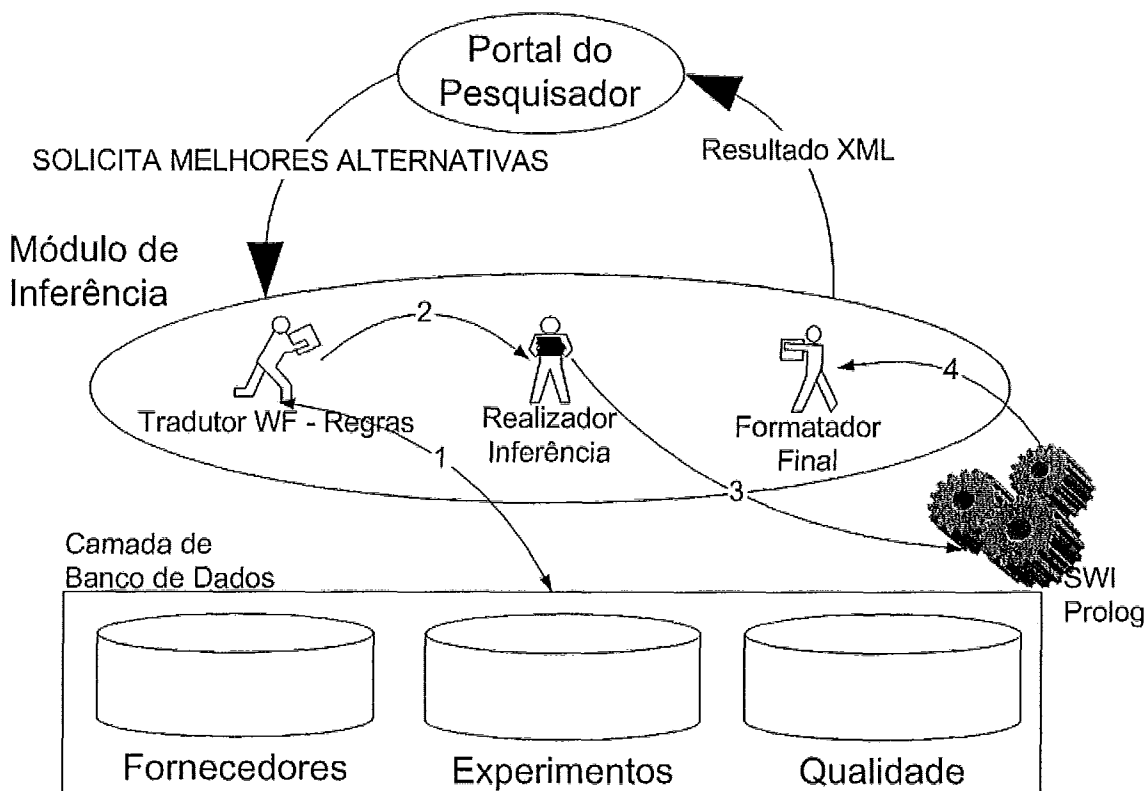 Portal do
Pesquisador
SOLICITA MELHORES ALTERNATIVAS
Resultado XML
Módulo de
Inferência
2
4
Tradutor WF - Regras
Realizador
Inferência
Formatador
Final
1
3
Camada de
Banco de Dados
SWI
Prolog
Fornecedores
Experimentos
Qualidade